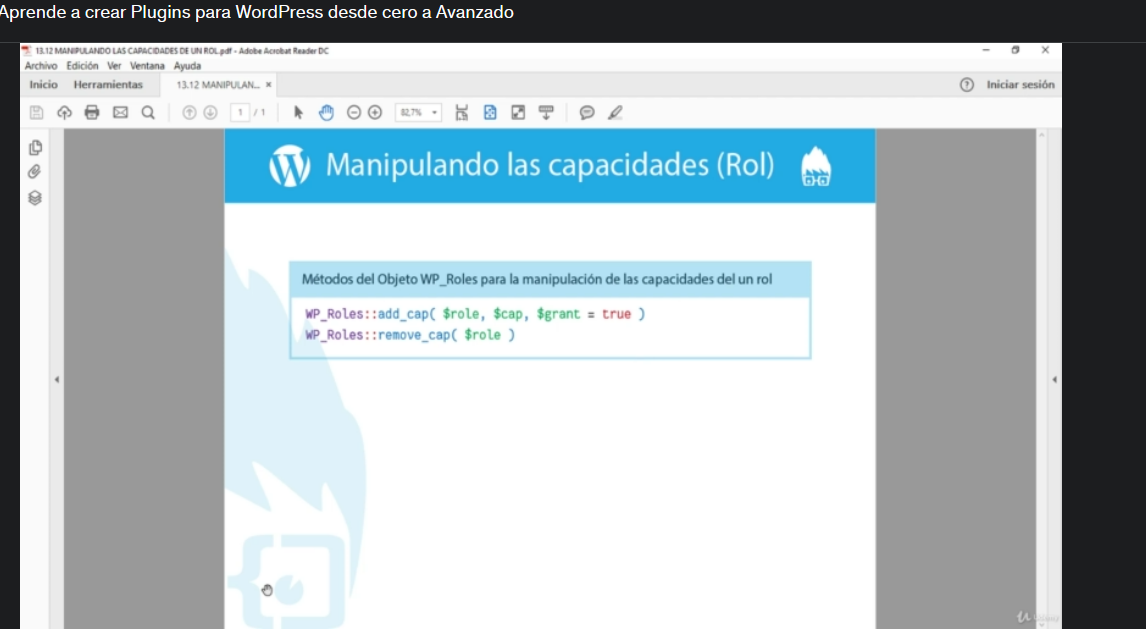 Aprende a crear Plugins para WordPress desde cero a Avanzado
13.12 MANIPULANDO LAS CAPACIDADES DE UN ROL.pdf - Adobe Acrobat Reader DC
Archivo Edición Ver Ventana Ayuda
Inicio Herramientas 13.12 MANIPULAN... × Iniciar sesión
1 / 1 82,7%
Manipulando las capacidades (Rol)
Métodos del Objeto WP_Roles para la manipulación de las capacidades del un rol
WP_Roles::add_cap( $role, $cap, $grant = true )
WP_Roles::remove_cap( $role )